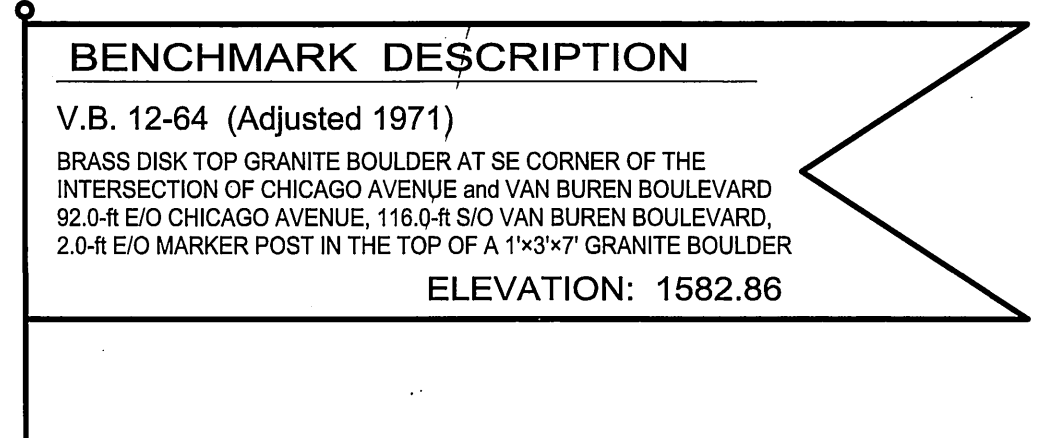 BENCHMARK DESCRIPTION
V.B. 12-64 (Adjusted 1971)
BRASS DISK TOP GRANITE BOULDER AT SE CORNER OF THE
INTERSECTION OF CHICAGO AVENUE and VAN BUREN BOULEVARD
92.0-ft E/O CHICAGO AVENUE, 116.0-ft S/O VAN BUREN BOULEVARD,
2.0-ft E/O MARKER POST IN THE TOP OF A 1'×3'×7' GRANITE BOULDER
ELEVATION: 1582.86